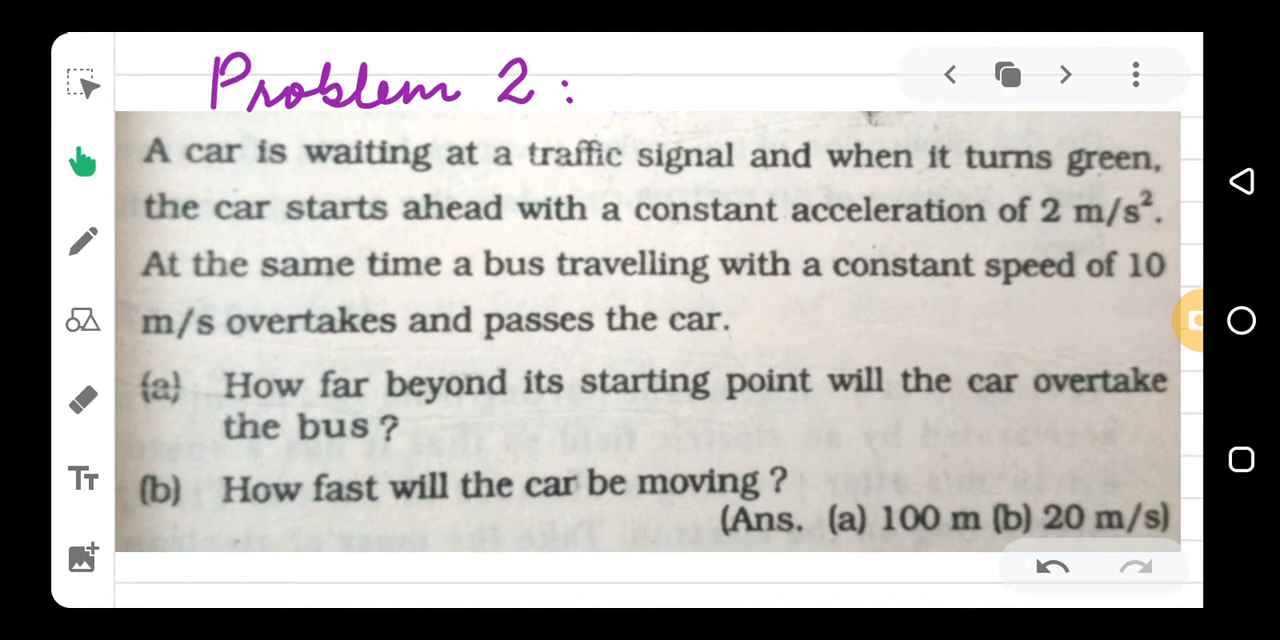 Problem 2 :
A car is waiting at a traffic signal and when it turns green,
the car starts ahead with a constant acceleration of 2 m/s².
At the same time a bus travelling with a constant speed of 10
m/s overtakes and passes the car.
(a) How far beyond its starting point will the car overtake
the bus ?
(b) How fast will the car be moving ?
(Ans. (a) 100 m (b) 20 m/s)
Tт